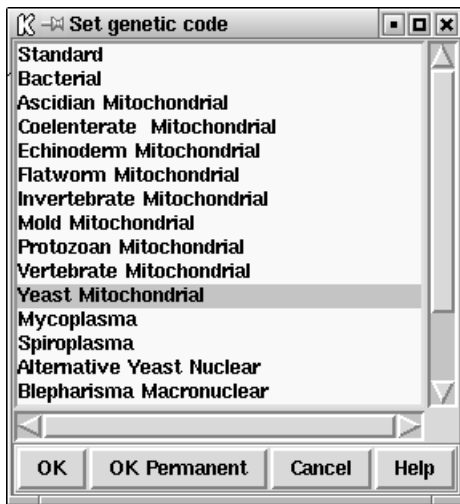 Set genetic code
Standard
Bacterial
Ascidian Mitochondrial
Coelenterate  Mitochondrial
Echinoderm Mitochondrial
Flatworm Mitochondrial
Invertebrate Mitochondrial
Mold Mitochondrial
Protozoan Mitochondrial
Vertebrate Mitochondrial
Yeast Mitochondrial
Mycoplasma
Spiroplasma
Alternative Yeast Nuclear
Blepharisma Macronuclear
OK OK Permanent Cancel Help